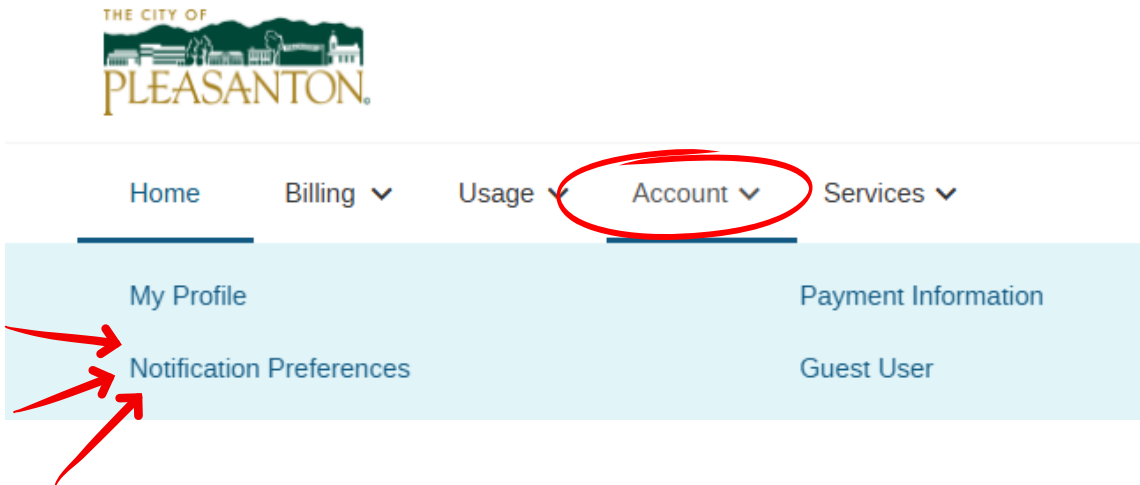 THE CITY OF
PLEASANTON
Home Billing Usage Account Services
My Profile Payment Information
Notification Preferences Guest User